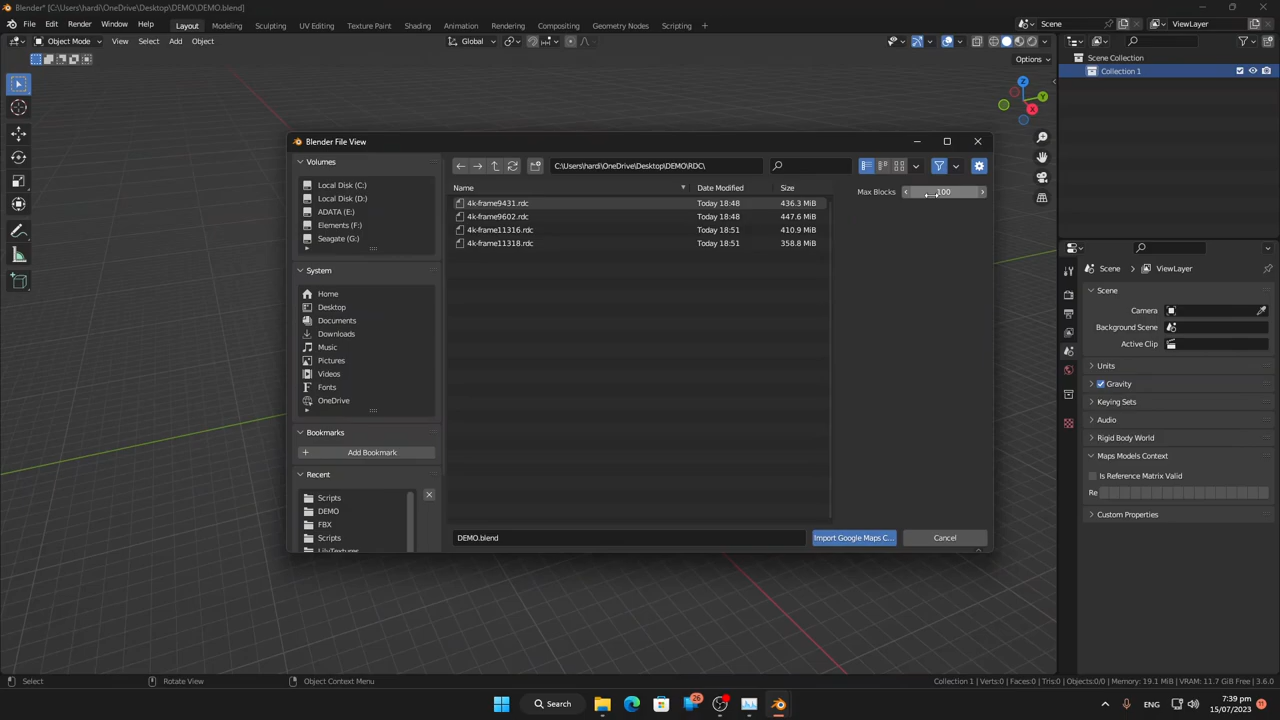 Blender* [C:\Users\hardi\OneDrive\Desktop\DEMO\DEMO.blend]
File Edit Render Window Help Layout Modeling Sculpting UV Editing Texture Paint Shading Animation Rendering Compositing Geometry Nodes Scripting Scene ViewLayer
Object Mode View Select Add Object Global
Options
Scene Collection
Collection 1
Z
Y
X
Blender File View
Volumes
Local Disk (C:)
Local Disk (D:)
ADATA (E:)
Elements (F:)
Seagate (G:)
System
Home
Desktop
Documents
Downloads
Music
Pictures
Videos
Fonts
OneDrive
Bookmarks
Add Bookmark
Recent
Scripts
DEMO
FBX
Scripts
LilyTextures
C:\Users\hardi\OneDrive\Desktop\DEMO\RDC\
Name Date Modified Size
4k-frame9431.rdc Today 18:48 436.3 MiB
4k-frame9602.rdc Today 18:48 447.6 MiB
4k-frame11316.rdc Today 18:51 410.9 MiB
4k-frame11318.rdc Today 18:51 358.8 MiB
Max Blocks 100
DEMO.blend
Import Google Maps C...
Cancel
Scene ViewLayer
Scene
Camera
Background Scene
Active Clip
Units
Gravity
Keying Sets
Audio
Rigid Body World
Maps Models Context
Is Reference Matrix Valid
Re
Custom Properties
Select Rotate View Object Context Menu
Collection 1 | Verts:0 | Faces:0 | Tris:0 | Objects:0/0 | Memory: 19.1 MiB | VRAM: 11.7 GiB Free | 3.6.0
Search
26
ENG
7:39 pm
15/07/2023